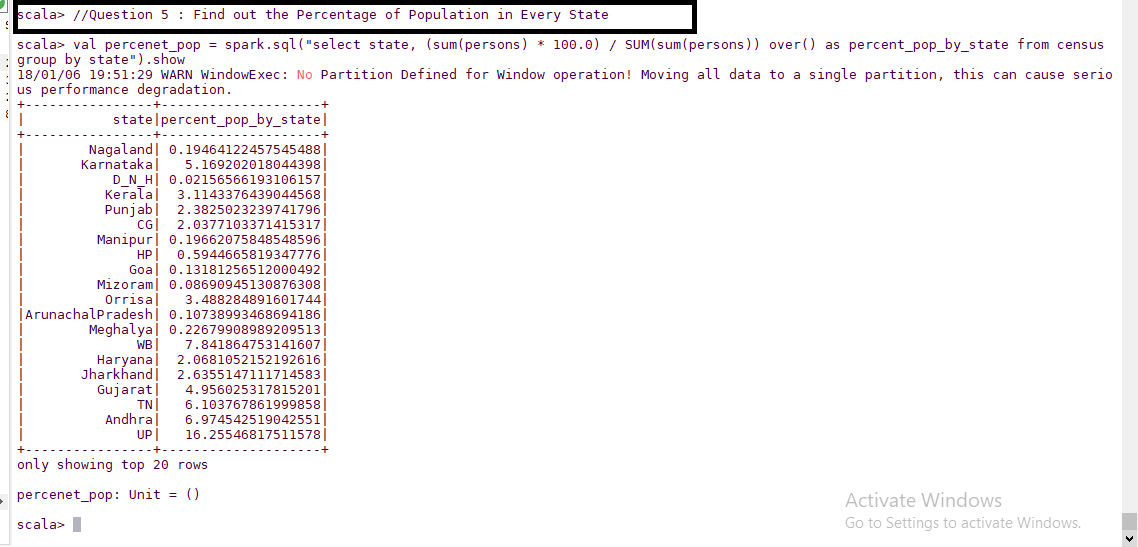 scala> //Question 5 : Find out the Percentage of Population in Every State
scala> val percenet_pop = spark.sql("select state, (sum(persons) * 100.0) / SUM(sum(persons)) over() as percent_pop_by_state from census
group by state").show
18/01/06 19:51:29 WARN WindowExec: No Partition Defined for Window operation! Moving all data to a single partition, this can cause serio
us performance degradation.
+----------------+--------------------+
|           state|percent_pop_by_state|
+----------------+--------------------+
|        Nagaland| 0.19464122457545488|
|       Karnataka|   5.169202018044398|
|           D_N_H| 0.02156566193106157|
|          Kerala|  3.1143376439044568|
|          Punjab|  2.3825023239741796|
|              CG|  2.0377103371415317|
|         Manipur| 0.19662075848548596|
|              HP|  0.5944665819347776|
|             Goa| 0.13181256512000492|
|         Mizoram| 0.08690945130876308|
|          Orrisa|   3.488284891601744|
|ArunachalPradesh| 0.10738993468694186|
|        Meghalya| 0.22679908989209513|
|              WB|   7.841864753141607|
|         Haryana|  2.0681052152192616|
|       Jharkhand|  2.6355147111714583|
|         Gujarat|   4.956025317815201|
|              TN|   6.103767861999858|
|          Andhra|   6.974542519042551|
|              UP|   16.25546817511578|
+----------------+--------------------+
only showing top 20 rows
percenet_pop: Unit = ()
Activate Windows
Go to Settings to activate Windows.
scala>